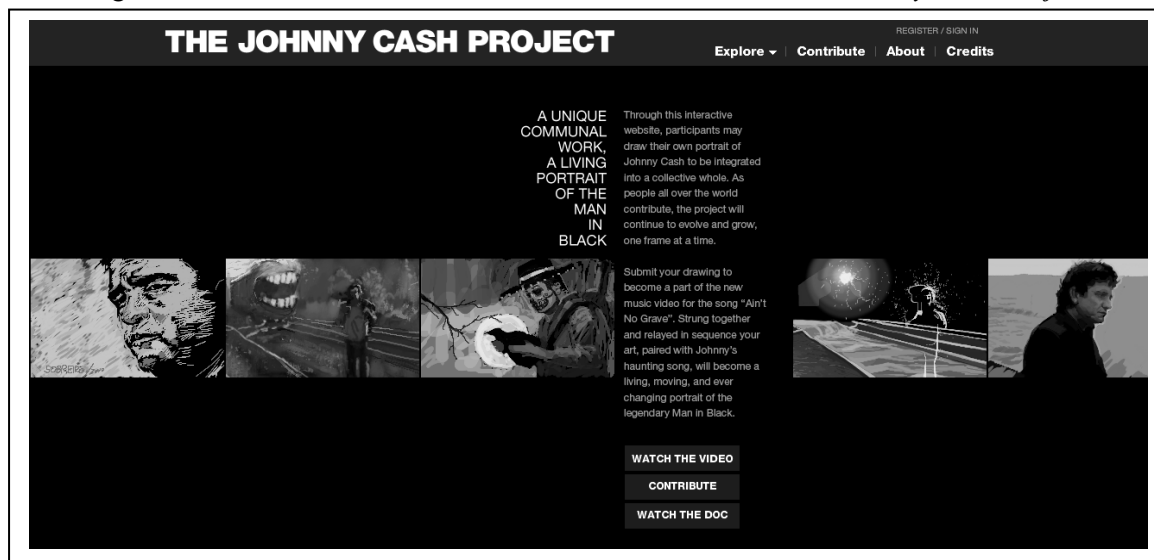 THE JOHNNY CASH PROJECT
REGISTER / SIGN IN
Explore
Contribute
About
Credits
A UNIQUE
COMMUNAL
WORK,
A LIVING
PORTRAIT
OF THE
MAN
IN
BLACK
Through this interactive
website, participants may
draw their own portrait of
Johnny Cash to be integrated
into a collective whole. As
people all over the world
contribute, the project will
continue to evolve and grow,
one frame at a time.
Submit your drawing to
become a part of the new
music video for the song “Ain’t
No Grave”. Strung together
and relayed in sequence your
art, paired with Johnny’s
haunting song, will become a
living, moving, and ever
changing portrait of the
legendary Man in Black.
WATCH THE VIDEO
CONTRIBUTE
WATCH THE DOC